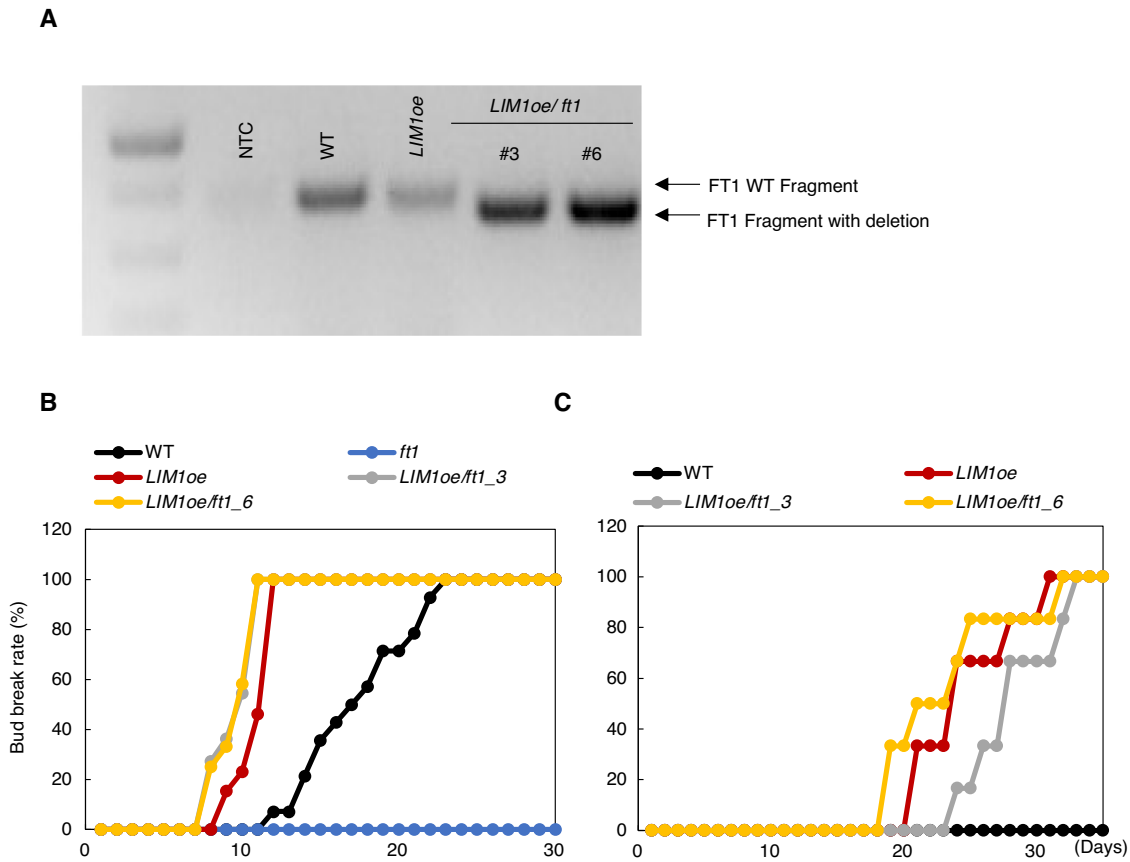 A
NTC
WT
LIM1oe
LIM1oe/ ft1
#3
#6
FT1 WT Fragment
FT1 Fragment with deletion
B
WT
ft1
LIM1oe
LIM1oe/ft1_3
LIM1oe/ft1_6
Bud break rate (%)
120
100
80
60
40
20
0
0
10
20
30
C
WT
LIM1oe
LIM1oe/ft1_3
LIM1oe/ft1_6
120
100
80
60
40
20
0
0
10
20
30
(Days)